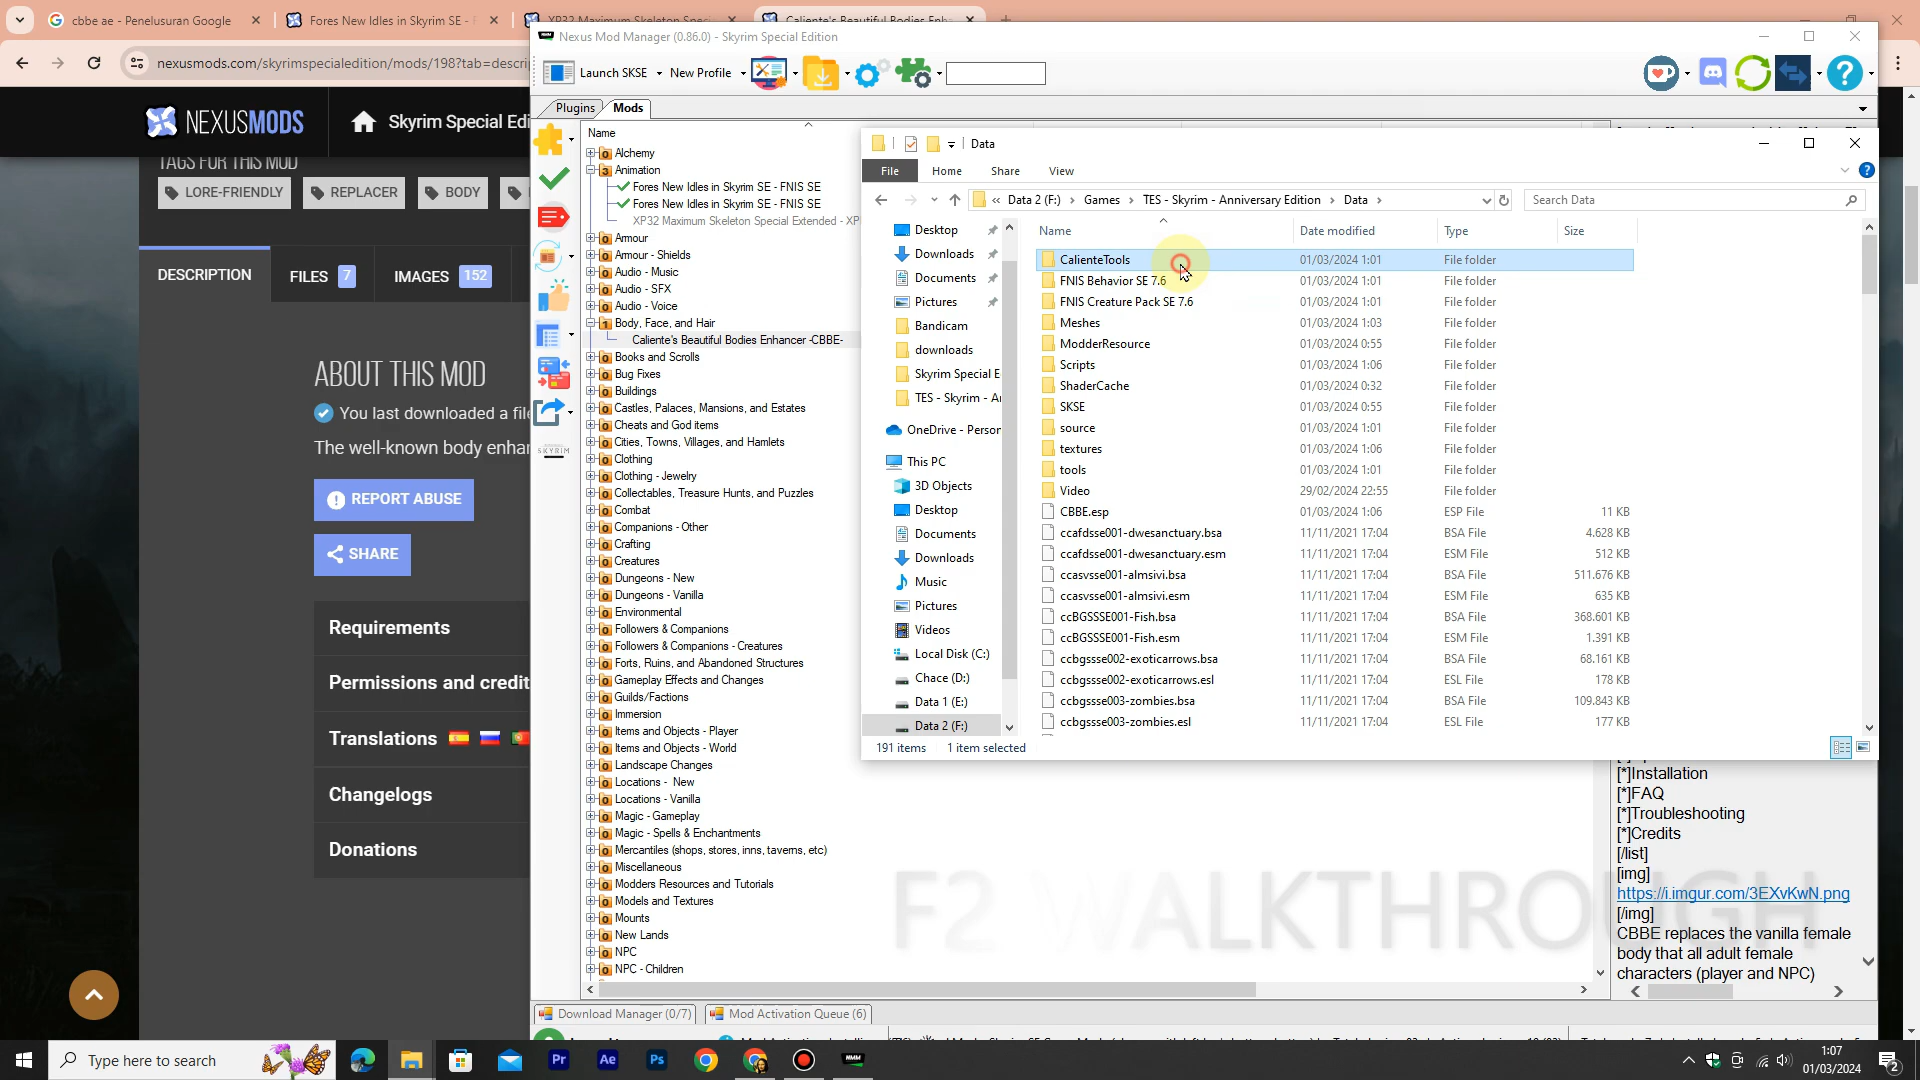 cbbe ae - Penelusuran Google
Fores New Idles in Skyrim SE - F
XP32 Maximum Skeleton Speci
Caliente's Beautiful Bodies Enha
nexusmods.com/skyrimspecialedition/mods/198?tab=descri
NEXUSMODS
Skyrim Special Edi
TAGS FOR THIS MOD
LORE-FRIENDLY
REPLACER
BODY
DESCRIPTION
FILES 7
IMAGES 152
ABOUT THIS MOD
You last downloaded a file
The well-known body enhan
REPORT ABUSE
SHARE
Requirements
Permissions and credit
Translations
Changelogs
Donations
Nexus Mod Manager (0.86.0) - Skyrim Special Edition
Launch SKSE
New Profile
Plugins
Mods
Name
Alchemy
Animation
Fores New Idles in Skyrim SE - FNIS SE
Fores New Idles in Skyrim SE - FNIS SE
XP32 Maximum Skeleton Special Extended - XP
Armour
Armour - Shields
Audio - Music
Audio - SFX
Audio - Voice
Body, Face, and Hair
Caliente's Beautiful Bodies Enhancer -CBBE-
Books and Scrolls
Bug Fixes
Buildings
Castles, Palaces, Mansions, and Estates
Cheats and God items
Cities, Towns, Villages, and Hamlets
Clothing
Clothing - Jewelry
Collectables, Treasure Hunts, and Puzzles
Combat
Companions - Other
Crafting
Creatures
Dungeons - New
Dungeons - Vanilla
Environmental
Followers & Companions
Followers & Companions - Creatures
Forts, Ruins, and Abandoned Structures
Gameplay Effects and Changes
Guilds/Factions
Immersion
Items and Objects - Player
Items and Objects - World
Landscape Changes
Locations - New
Locations - Vanilla
Magic - Gameplay
Magic - Spells & Enchantments
Mercantiles (shops, stores, inns, taverns, etc)
Miscellaneous
Modders Resources and Tutorials
Models and Textures
Mounts
New Lands
NPC
NPC - Children
SKYRIM
Download Manager (0/7)
Mod Activation Queue (6)
Data
File
Home
Share
View
« Data 2 (F:) > Games > TES - Skyrim - Anniversary Edition > Data >
Search Data
Desktop
Downloads
Documents
Pictures
Bandicam
downloads
Skyrim Special E
TES - Skyrim - A
OneDrive - Person
This PC
3D Objects
Desktop
Documents
Downloads
Music
Pictures
Videos
Local Disk (C:)
Chace (D:)
Data 1 (E:)
Data 2 (F:)
Name Date modified Type Size
CalienteTools 01/03/2024 1:01 File folder
FNIS Behavior SE 7.6 01/03/2024 1:01 File folder
FNIS Creature Pack SE 7.6 01/03/2024 1:01 File folder
Meshes 01/03/2024 1:03 File folder
ModderResource 01/03/2024 0:55 File folder
Scripts 01/03/2024 1:06 File folder
ShaderCache 01/03/2024 0:32 File folder
SKSE 01/03/2024 0:55 File folder
source 01/03/2024 1:01 File folder
textures 01/03/2024 1:06 File folder
tools 01/03/2024 1:01 File folder
Video 29/02/2024 22:55 File folder
CBBE.esp 01/03/2024 1:06 ESP File 11 KB
ccafdsse001-dwesanctuary.bsa 11/11/2021 17:04 BSA File 4.628 KB
ccafdsse001-dwesanctuary.esm 11/11/2021 17:04 ESM File 512 KB
ccasvsse001-almsivi.bsa 11/11/2021 17:04 BSA File 511.676 KB
ccasvsse001-almsivi.esm 11/11/2021 17:04 ESM File 635 KB
ccBGSSSE001-Fish.bsa 11/11/2021 17:04 BSA File 368.601 KB
ccBGSSSE001-Fish.esm 11/11/2021 17:04 ESM File 1.391 KB
ccbgssse002-exoticarrows.bsa 11/11/2021 17:04 BSA File 68.161 KB
ccbgssse002-exoticarrows.esl 11/11/2021 17:04 ESL File 178 KB
ccbgssse003-zombies.bsa 11/11/2021 17:04 BSA File 109.843 KB
ccbgssse003-zombies.esl 11/11/2021 17:04 ESL File 177 KB
191 items 1 item selected
[*]Installation
[*]FAQ
[*]Troubleshooting
[*]Credits
[/list]
[img]
https://i.imgur.com/3EXvKwN.png
[/img]
CBBE replaces the vanilla female
body that all adult female
characters (player and NPC)
F2 WALKTHROUGH
Type here to search
1:07
01/03/2024
2